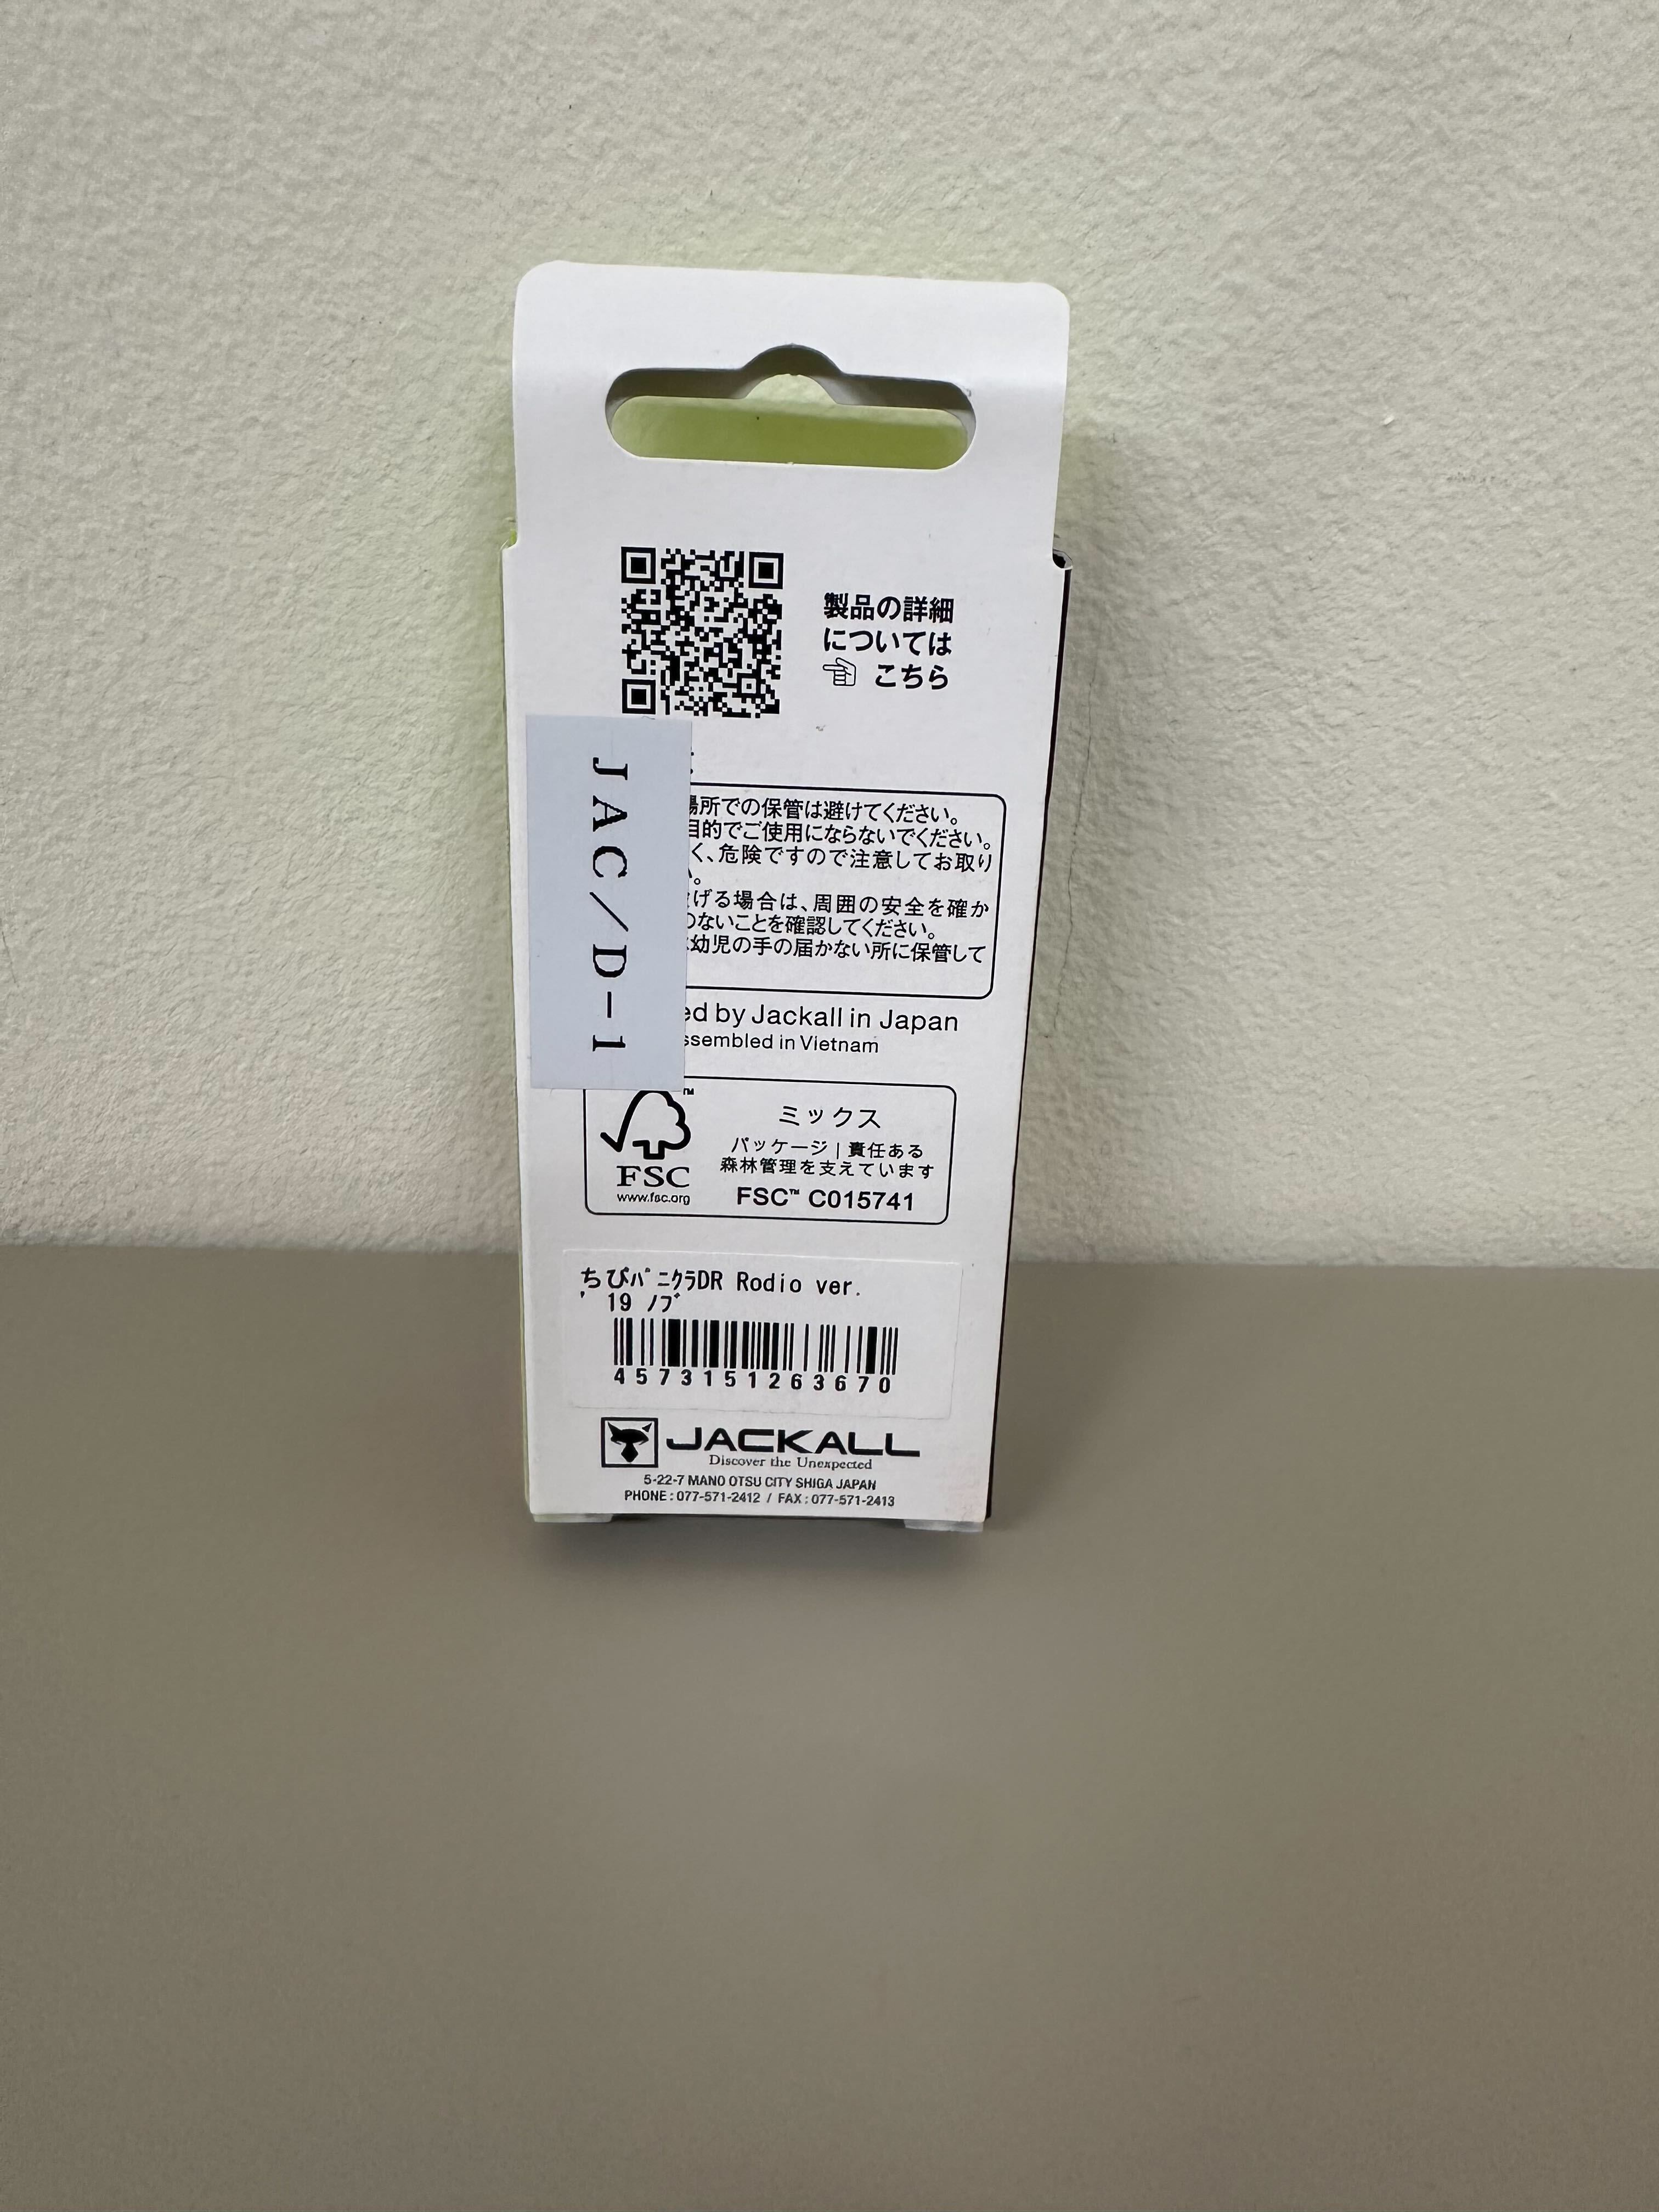 製品の詳細
については
こちら
JAC/D-1
場所での保管は避けてください。
目的でご使用にならないでください。
く、危険ですので注意してお取り
い。
げる場合は、周囲の安全を確か
のないことを確認してください。
幼児の手の届かない所に保管して
ed by Jackall in Japan
ssembled in Vietnam
FSC
www.fsc.org
ミックス
パッケージ | 責任ある
森林管理を支えています
FSC™ C015741
ちびパニクラDR Rodio ver.
' 19 ノブ
4573151263670
JACKALL
Discover the Unexpected
5-22-7 MANO OTSU CITY SHIGA JAPAN
PHONE : 077-571-2412 / FAX : 077-571-2413